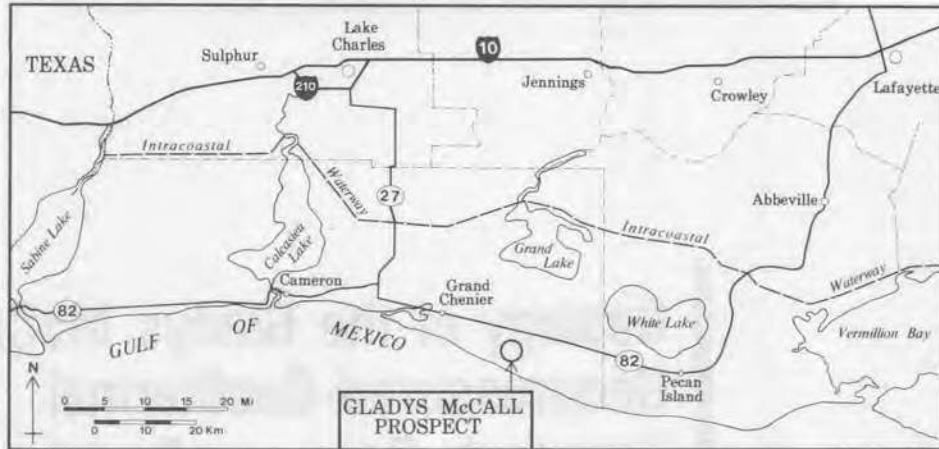 TEXAS
Sulphur
Lake
Charles
10
210
Jennings
Crowley
Lafayette
Intracoastal
Waterway
27
Abbeville
Sabine Lake
Calcasieu
Lake
Grand
Lake
Intracoastal
Waterway
Cameron
Grand
Chenier
82
GULF OF MEXICO
White Lake
Vermillion Bay
82
Pecan
Island
N
0 5 10 15 20 Mi
0 5 10 20 Km
GLADYS McCALL
PROSPECT